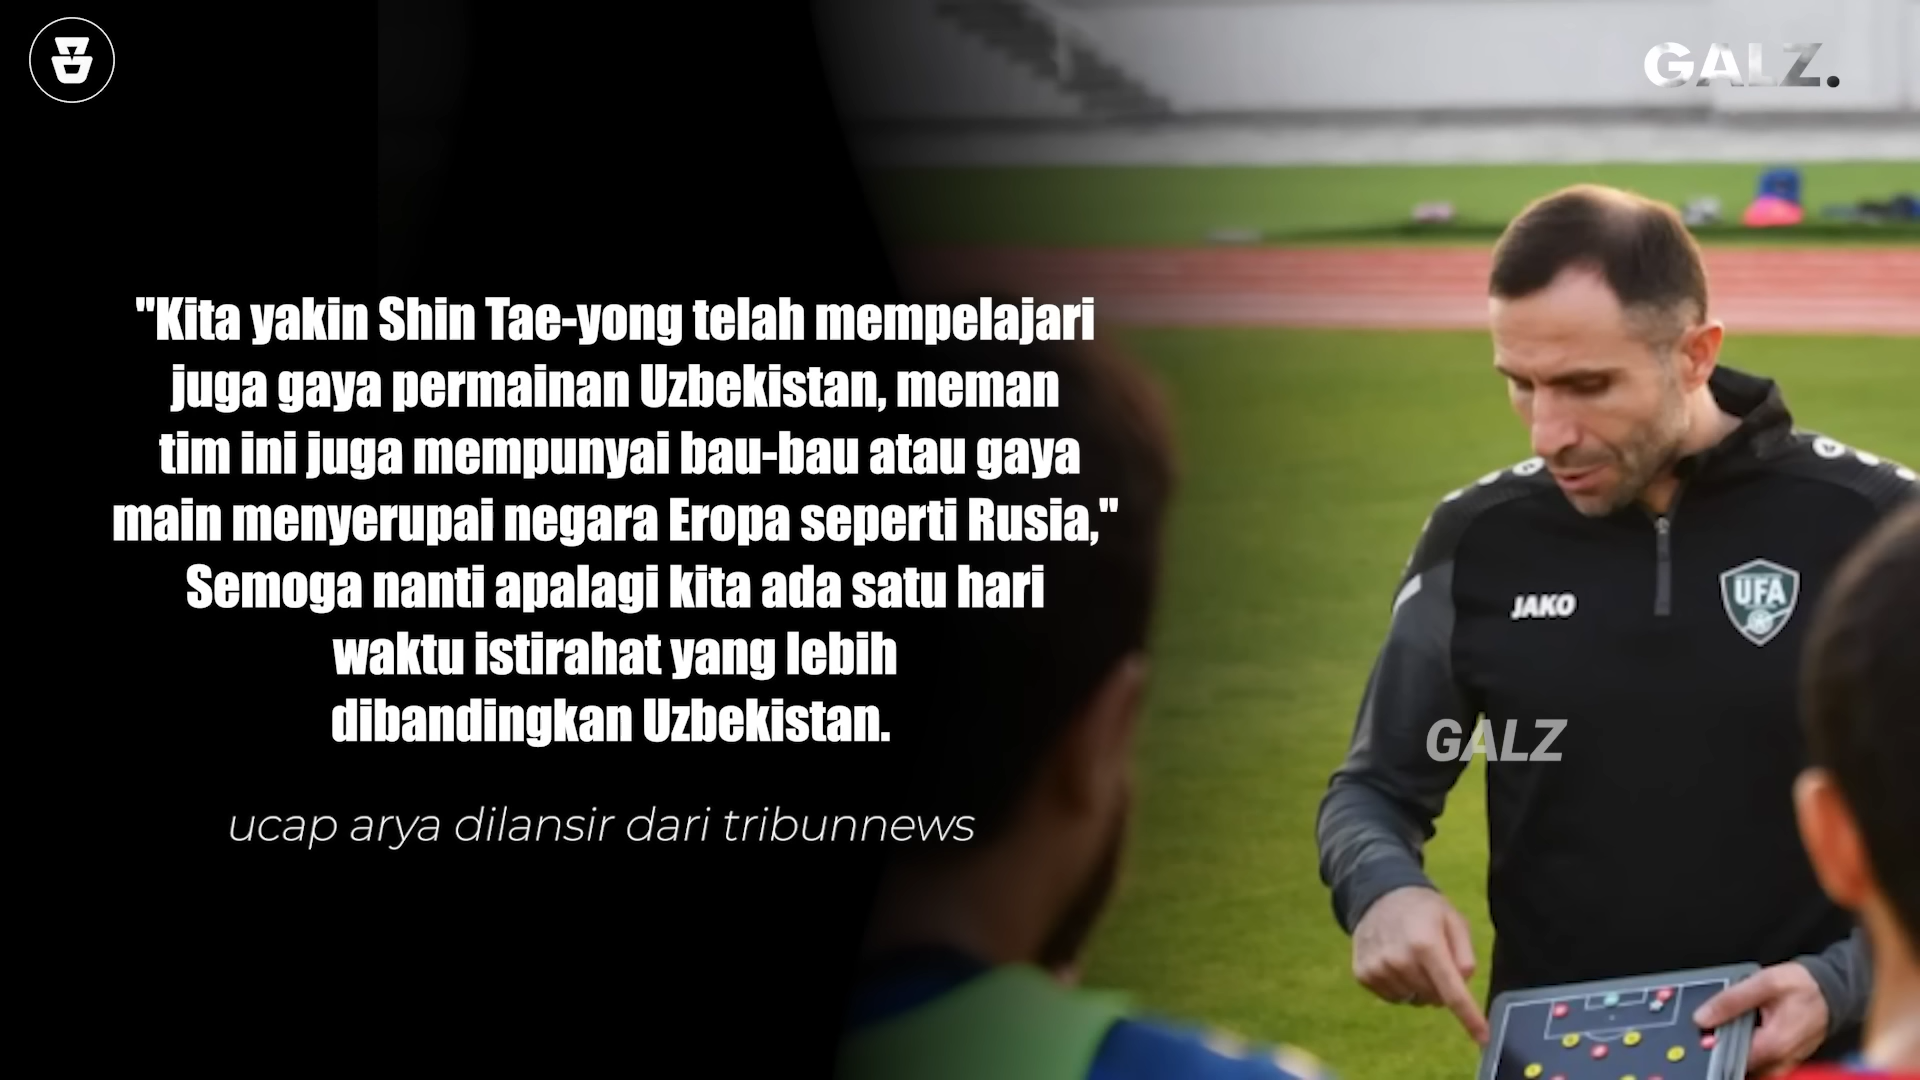 GALZ.
"Kita yakin Shin Tae-yong telah mempelajari
juga gaya permainan Uzbekistan, meman
tim ini juga mempunyai bau-bau atau gaya
main menyerupai negara Eropa seperti Rusia,"
Semoga nanti apalagi kita ada satu hari
waktu istirahat yang lebih
dibandingkan Uzbekistan.
ucap arya dilansir dari tribunnews
JAKO
UFA
GALZ